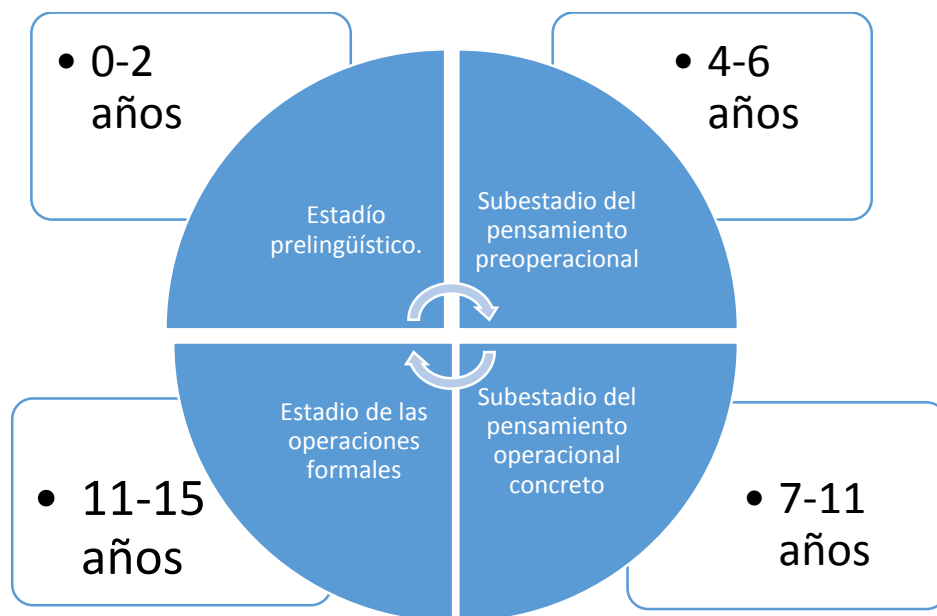 • 0-2
años
• 4-6
años
Estadío
prelingüístico.
Subestadio del
pensamiento
preoperacional
Estadio de las
operaciones
formales
Subestadio del
pensamiento
operacional
concreto
• 11-15
años
• 7-11
años